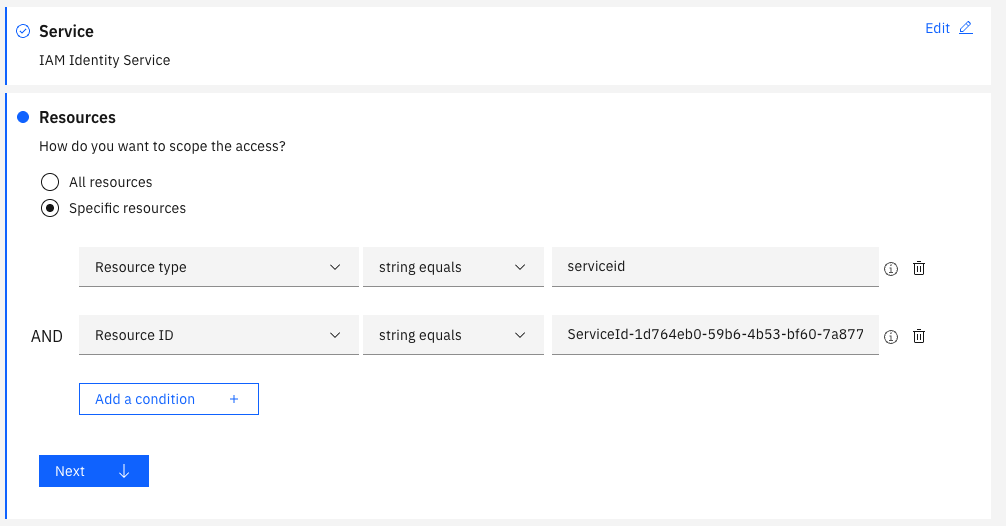 Service
Edit
IAM Identity Service
Resources
How do you want to scope the access?
All resources
Specific resources
Resource type string equals serviceid
AND Resource ID string equals ServiceId-1d764eb0-59b6-4b53-bf60-7a877
Add a condition +
Next